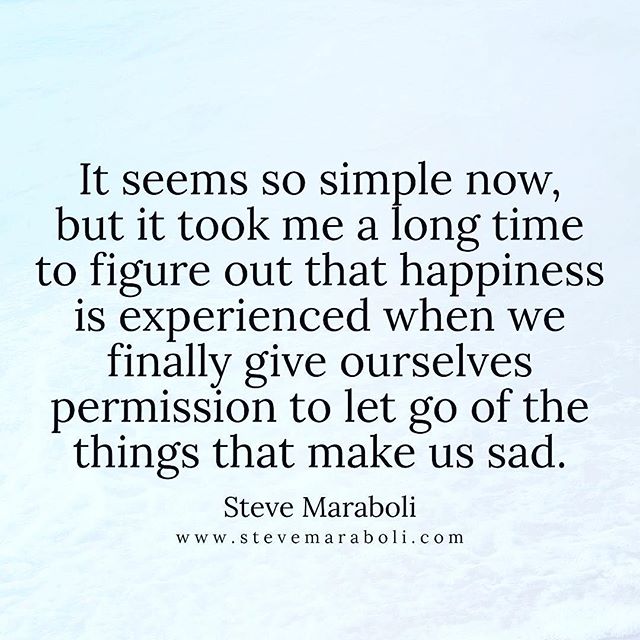 It seems so simple now,
but it took me a long time
to figure out that happiness
is experienced when we
finally give ourselves
permission to let go of the
things that make us sad.
Steve Maraboli
www.stevemaraboli.com